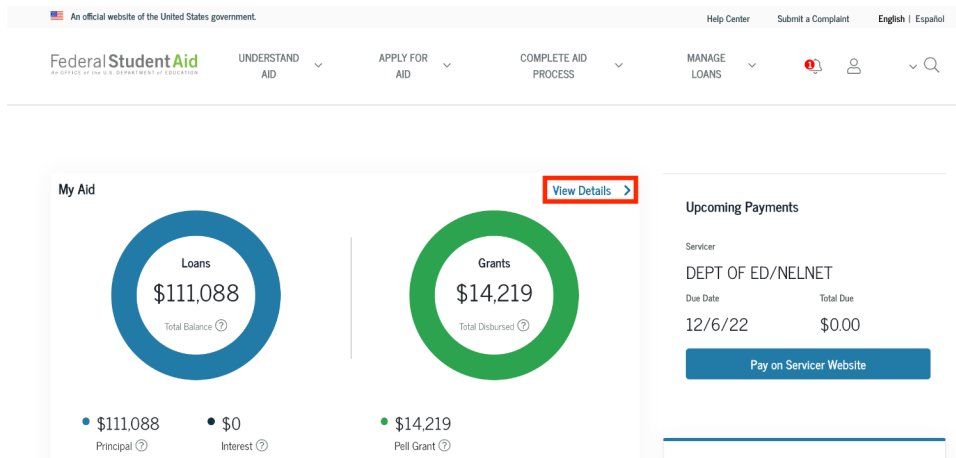 An official website of the United States government.
Help Center Submit a Complaint English | Español
Federal Student Aid
An OFFICE of the U.S. DEPARTMENT of EDUCATION
UNDERSTAND AID
APPLY FOR AID
COMPLETE AID PROCESS
MANAGE LOANS
1
My Aid
View Details
Loans
$111,088
Total Balance ?
Grants
$14,219
Total Disbursed ?
$111,088
Principal ?
$0
Interest ?
$14,219
Pell Grant ?
Upcoming Payments
Servicer
DEPT OF ED/NELNET
Due Date Total Due
12/6/22 $0.00
Pay on Servicer Website